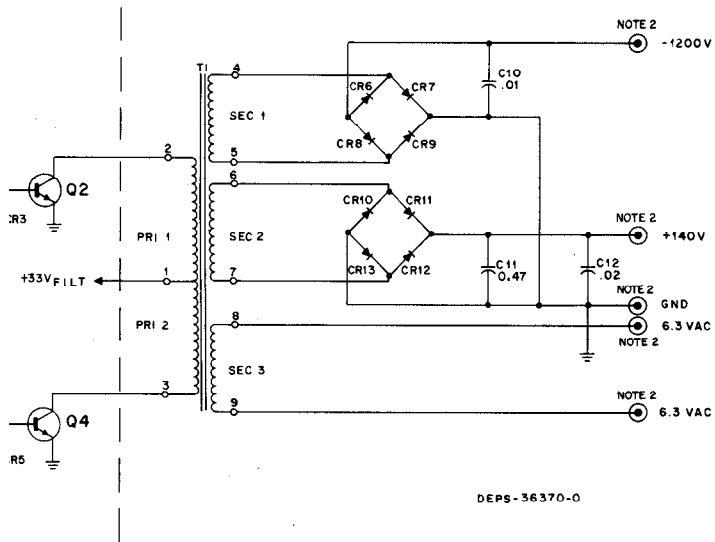 NOTE 2
-1200V
T1
4
CR6
CR7
C10
.01
SEC 1
CR8
CR9
5
2
Q2
CR3
6
CR10
CR11
NOTE 2
+140V
PRI 1
SEC 2
C11
0.47
C12
.02
CR13
CR12
NOTE 2
+33VFILT
1
7
GND
PRI 2
8
6.3 VAC
NOTE 2
SEC 3
3
NOTE 2
9
6.3 VAC
Q4
R5
DEPS-36370-0